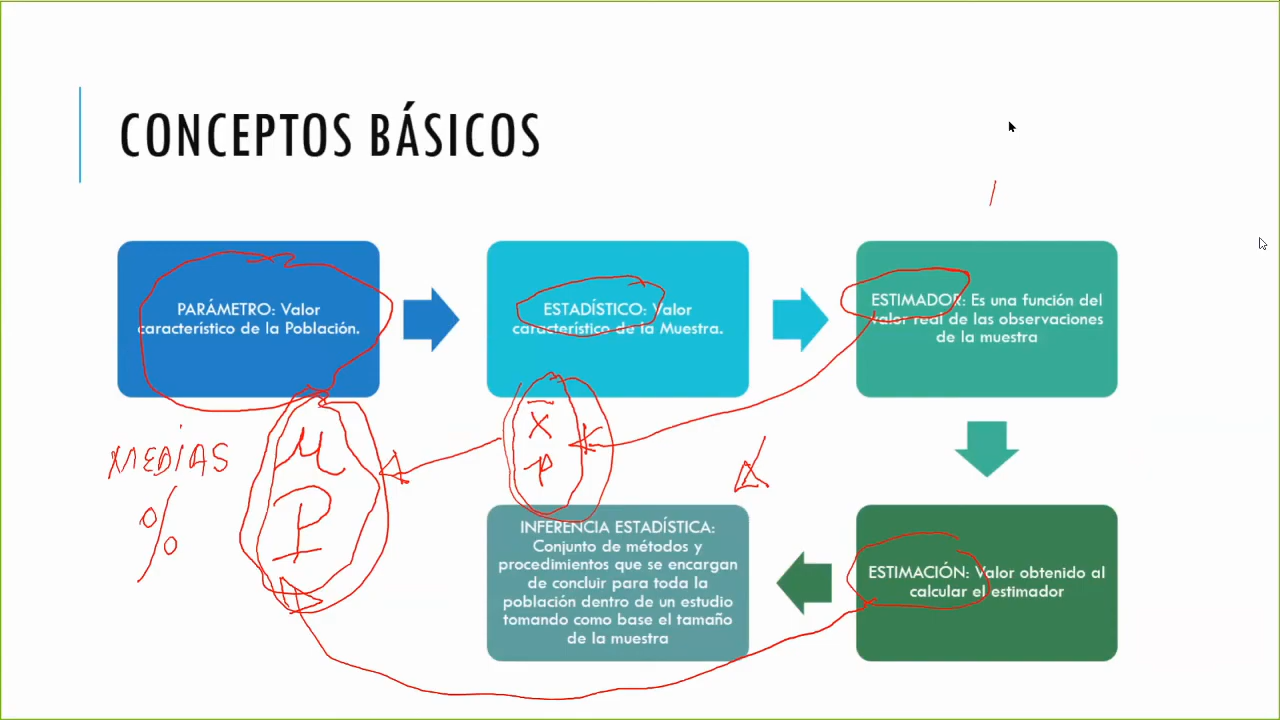 CONCEPTOS BÁSICOS
PARÁMETRO: Valor
característico de la Población.
ESTADÍSTICO: Valor
característico de la Muestra.
ESTIMADOR: Es una función del
valor real de las observaciones
de la muestra
MEDIAS
%
μ
P
x̄
p
INFERENCIA ESTADÍSTICA:
Conjunto de métodos y
procedimientos que se encargan
de concluir para toda la
población dentro de un estudio
tomando como base el tamaño
de la muestra
ESTIMACIÓN: Valor obtenido al
calcular el estimador